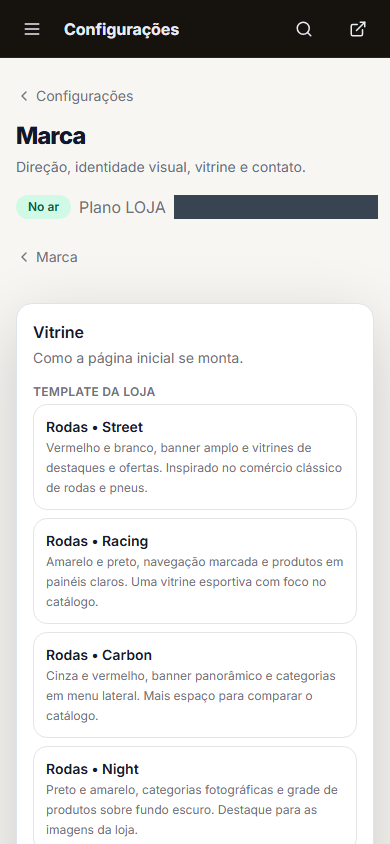 Configurações
Configurações
Marca
Direção, identidade visual, vitrine e contato.
No ar Plano LOJA
Marca
Vitrine
Como a página inicial se monta.
TEMPLATE DA LOJA
Rodas • Street
Vermelho e branco, banner amplo e vitrines de
destaques e ofertas. Inspirado no comércio clássico
de rodas e pneus.
Rodas • Racing
Amarelo e preto, navegação marcada e produtos em
painéis claros. Uma vitrine esportiva com foco no
catálogo.
Rodas • Carbon
Cinza e vermelho, banner panorâmico e categorias
em menu lateral. Mais espaço para comparar o
catálogo.
Rodas • Night
Preto e amarelo, categorias fotográficas e grade de
produtos sobre fundo escuro. Destaque para as
imagens da loja.